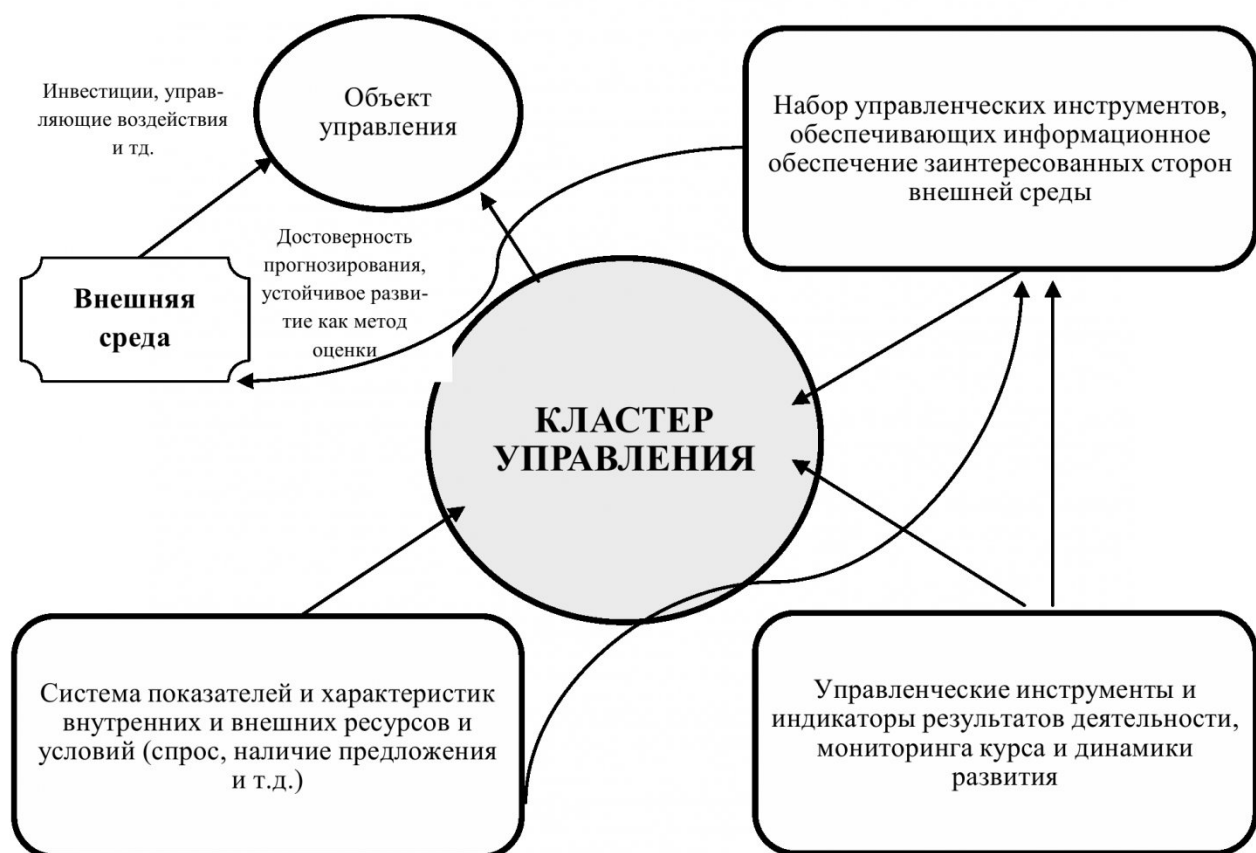 Инвестиции, управ-
ляющие воздействия
и тд.
Объект
управления
Набор управленческих инструментов,
обеспечивающих информационное
обеспечение заинтересованных сторон
внешней среды
Внешняя
среда
Достоверность
прогнозирования,
устойчивое разви-
тие как метод
оценки
КЛАСТЕР
УПРАВЛЕНИЯ
Система показателей и характеристик
внутренних и внешних ресурсов и
условий (спрос, наличие предложения
и т.д.)
Управленческие инструменты и
индикаторы результатов деятельности,
мониторинга курса и динамики
развития